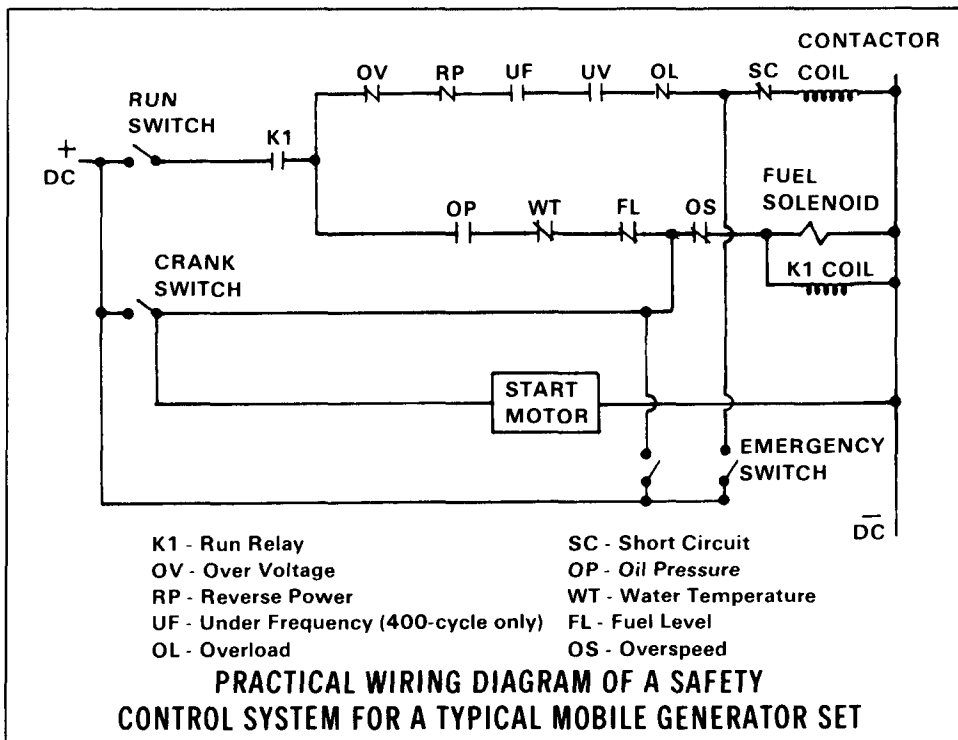 CONTACTOR
COIL
OV RP UF UV OL SC
RUN
SWITCH
K1
+
DC
FUEL
SOLENOID
OP WT FL OS
K1 COIL
CRANK
SWITCH
START
MOTOR
EMERGENCY
SWITCH
DC
K1 - Run Relay
OV - Over Voltage
RP - Reverse Power
UF - Under Frequency (400-cycle only)
OL - Overload
SC - Short Circuit
OP - Oil Pressure
WT - Water Temperature
FL - Fuel Level
OS - Overspeed
PRACTICAL WIRING DIAGRAM OF A SAFETY
CONTROL SYSTEM FOR A TYPICAL MOBILE GENERATOR SET